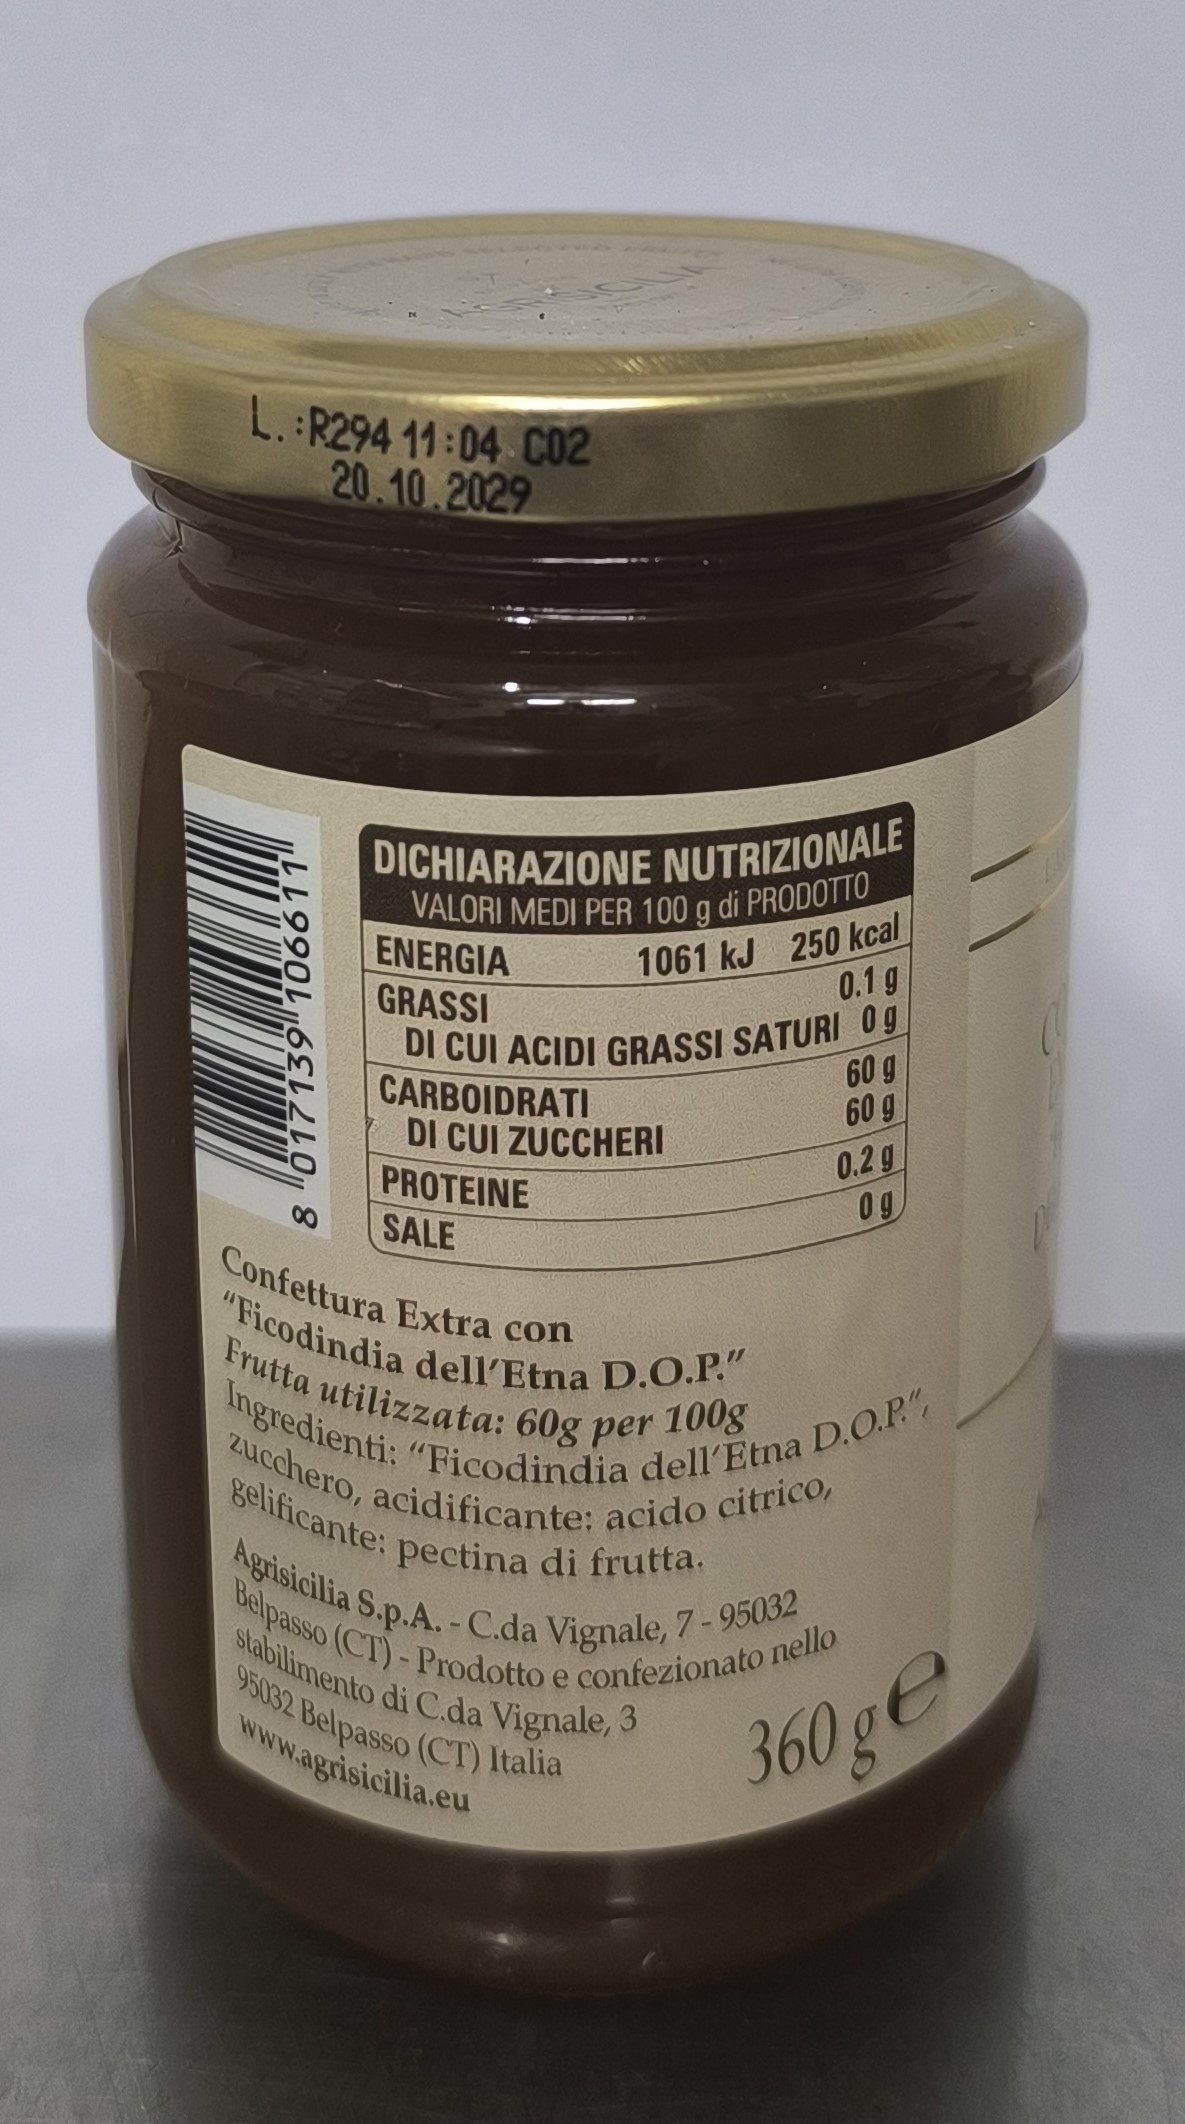 AGRISICILIA
L.:R294 11:04 C02
20.10.2029
8 017139 106611
DICHIARAZIONE NUTRIZIONALE
VALORI MEDI PER 100 g di PRODOTTO
ENERGIA 1061 kJ 250 kcal
GRASSI 0.1 g
DI CUI ACIDI GRASSI SATURI 0 g
CARBOIDRATI 60 g
DI CUI ZUCCHERI 60 g
PROTEINE 0.2 g
SALE 0 g
Confettura Extra con
"Ficodindia dell'Etna D.O.P."
Frutta utilizzata: 60g per 100g
Ingredienti: "Ficodindia dell'Etna D.O.P.",
zucchero, acidificante: acido citrico,
gelificante: pectina di frutta.
Agrisicilia S.p.A. - C.da Vignale, 7 - 95032
Belpasso (CT) - Prodotto e confezionato nello
stabilimento di C.da Vignale, 3
95032 Belpasso (CT) Italia
www.agrisicilia.eu
360 g e